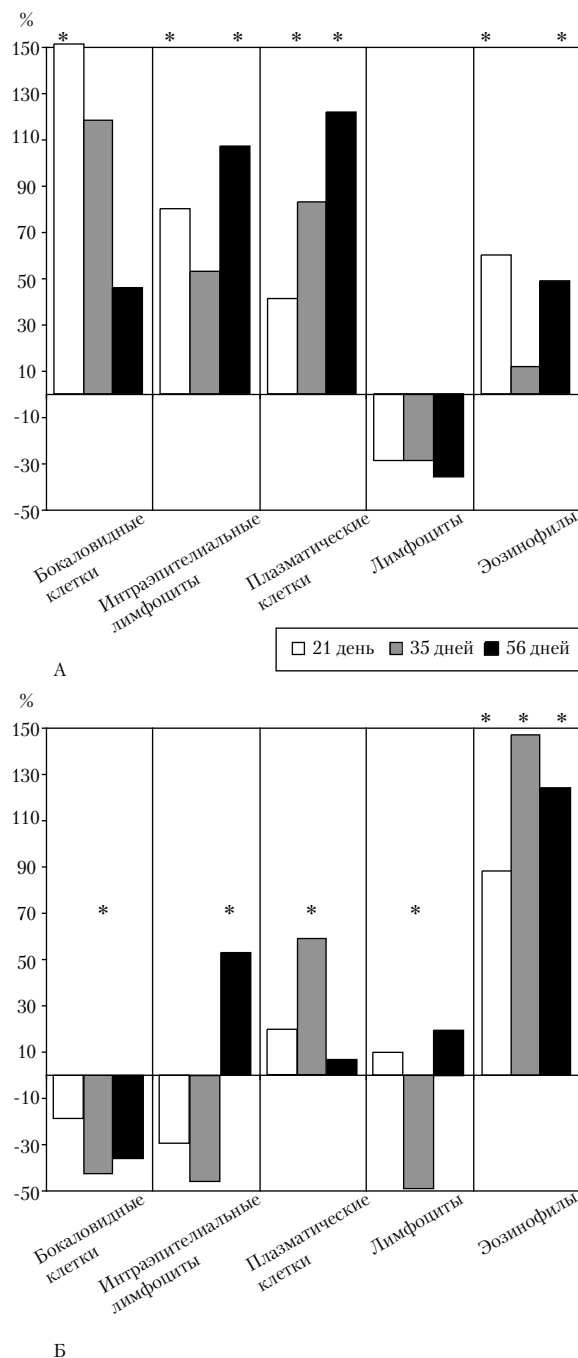 %
* * * * * * *
150
130
110
90
70
50
30
10
-10
-30
-50
Бокаловидные
клетки
Интраэпителиальные
лимфоциты
Плазматические
клетки
Лимфоциты
Эозинофилы
21 день 35 дней 56 дней
А
%
* * *
150
130
110
90
70
* * * *
50
30
10
-10
-30
-50
Бокаловидные
клетки
Интраэпителиальные
лимфоциты
Плазматические
клетки
Лимфоциты
Эозинофилы
Б